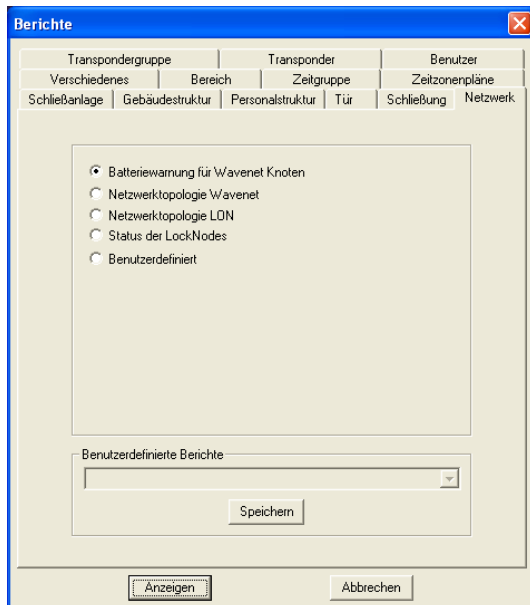 Berichte
Transpondergruppe Transponder Benutzer
Verschiedenes Bereich Zeitgruppe Zeitzonenpläne
Schließanlage Gebäudestruktur Personalstruktur Tür Schließung Netzwerk
Batteriewarnung für Wavenet Knoten
Netzwerktopologie Wavenet
Netzwerktopologie LON
Status der LockNodes
Benutzerdefiniert
Benutzerdefinierte Berichte
Speichern
Anzeigen Abbrechen